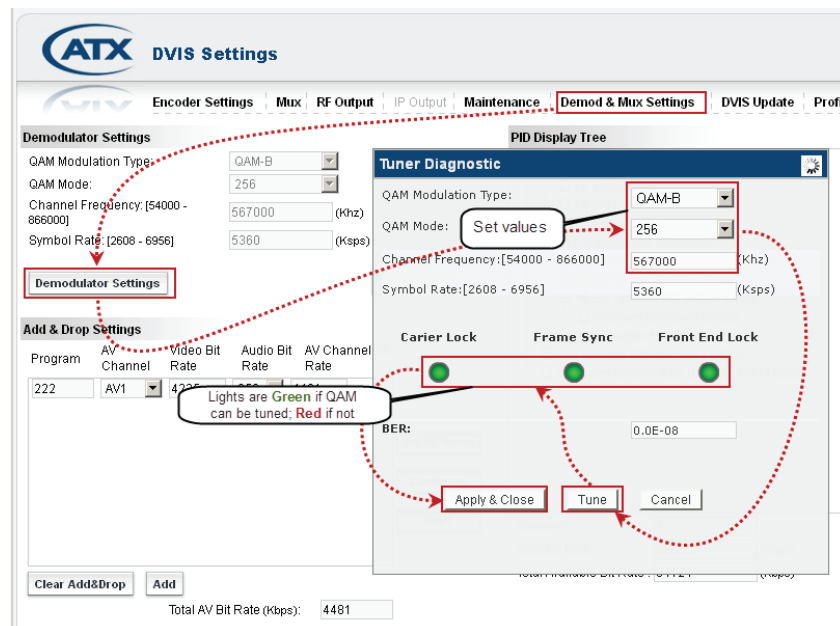 ATX
DVIS Settings
Encoder Settings Mux RF Output IP Output Maintenance Demod & Mux Settings DVIS Update Profi
Demodulator Settings
QAM Modulation Type:
QAM-B
QAM Mode:
256
Channel Frequency: [54000 -
866000]
567000
(Khz)
Symbol Rate: [2608 - 6956]
5360
(Ksps)
Demodulator Settings
PID Display Tree
Tuner Diagnostic
QAM Modulation Type:
QAM-B
QAM Mode:
256
Set values
Channel Frequency:[54000 - 866000]
567000
(Khz)
Symbol Rate:[2608 - 6956]
5360
(Ksps)
Carier Lock Frame Sync Front End Lock
BER:
0.0E-08
Apply & Close Tune Cancel
Add & Drop Settings
Program
AV
Channel
Video Bit
Rate
Audio Bit
Rate
AV Channel
Rate
222
AV1
Lights are Green if QAM
can be tuned; Red if not
Clear Add&Drop Add
Total AV Bit Rate (Kbps): 4481